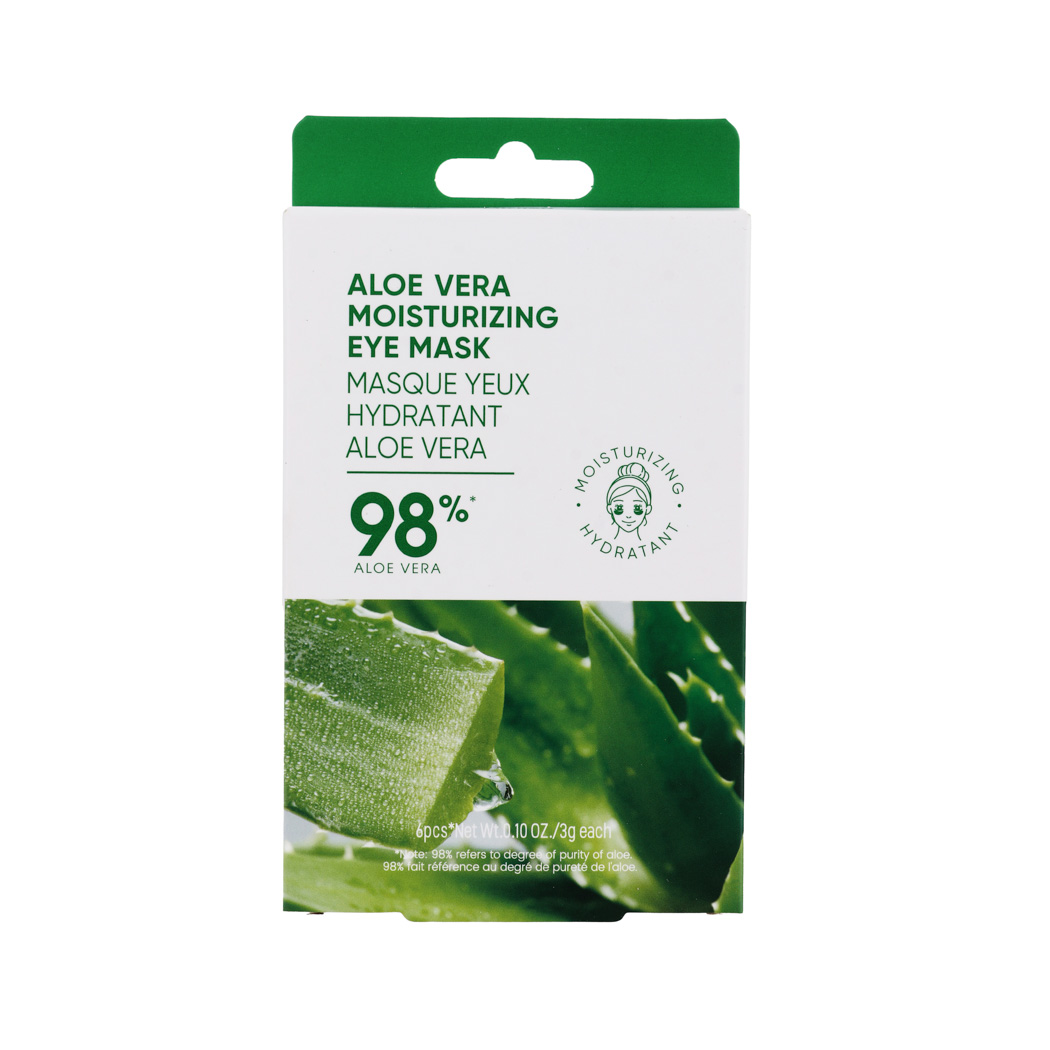 ALOE VERA
MOISTURIZING
EYE MASK
MASQUE YEUX
HYDRATANT
ALOE VERA
98%*
ALOE VERA
• MOISTURIZING •
HYDRATANT
6pcs*Net Wt.0.10 OZ./3g each
*Note: 98% refers to degree of purity of aloe.
98% fait référence au degré de pureté de l'aloe.